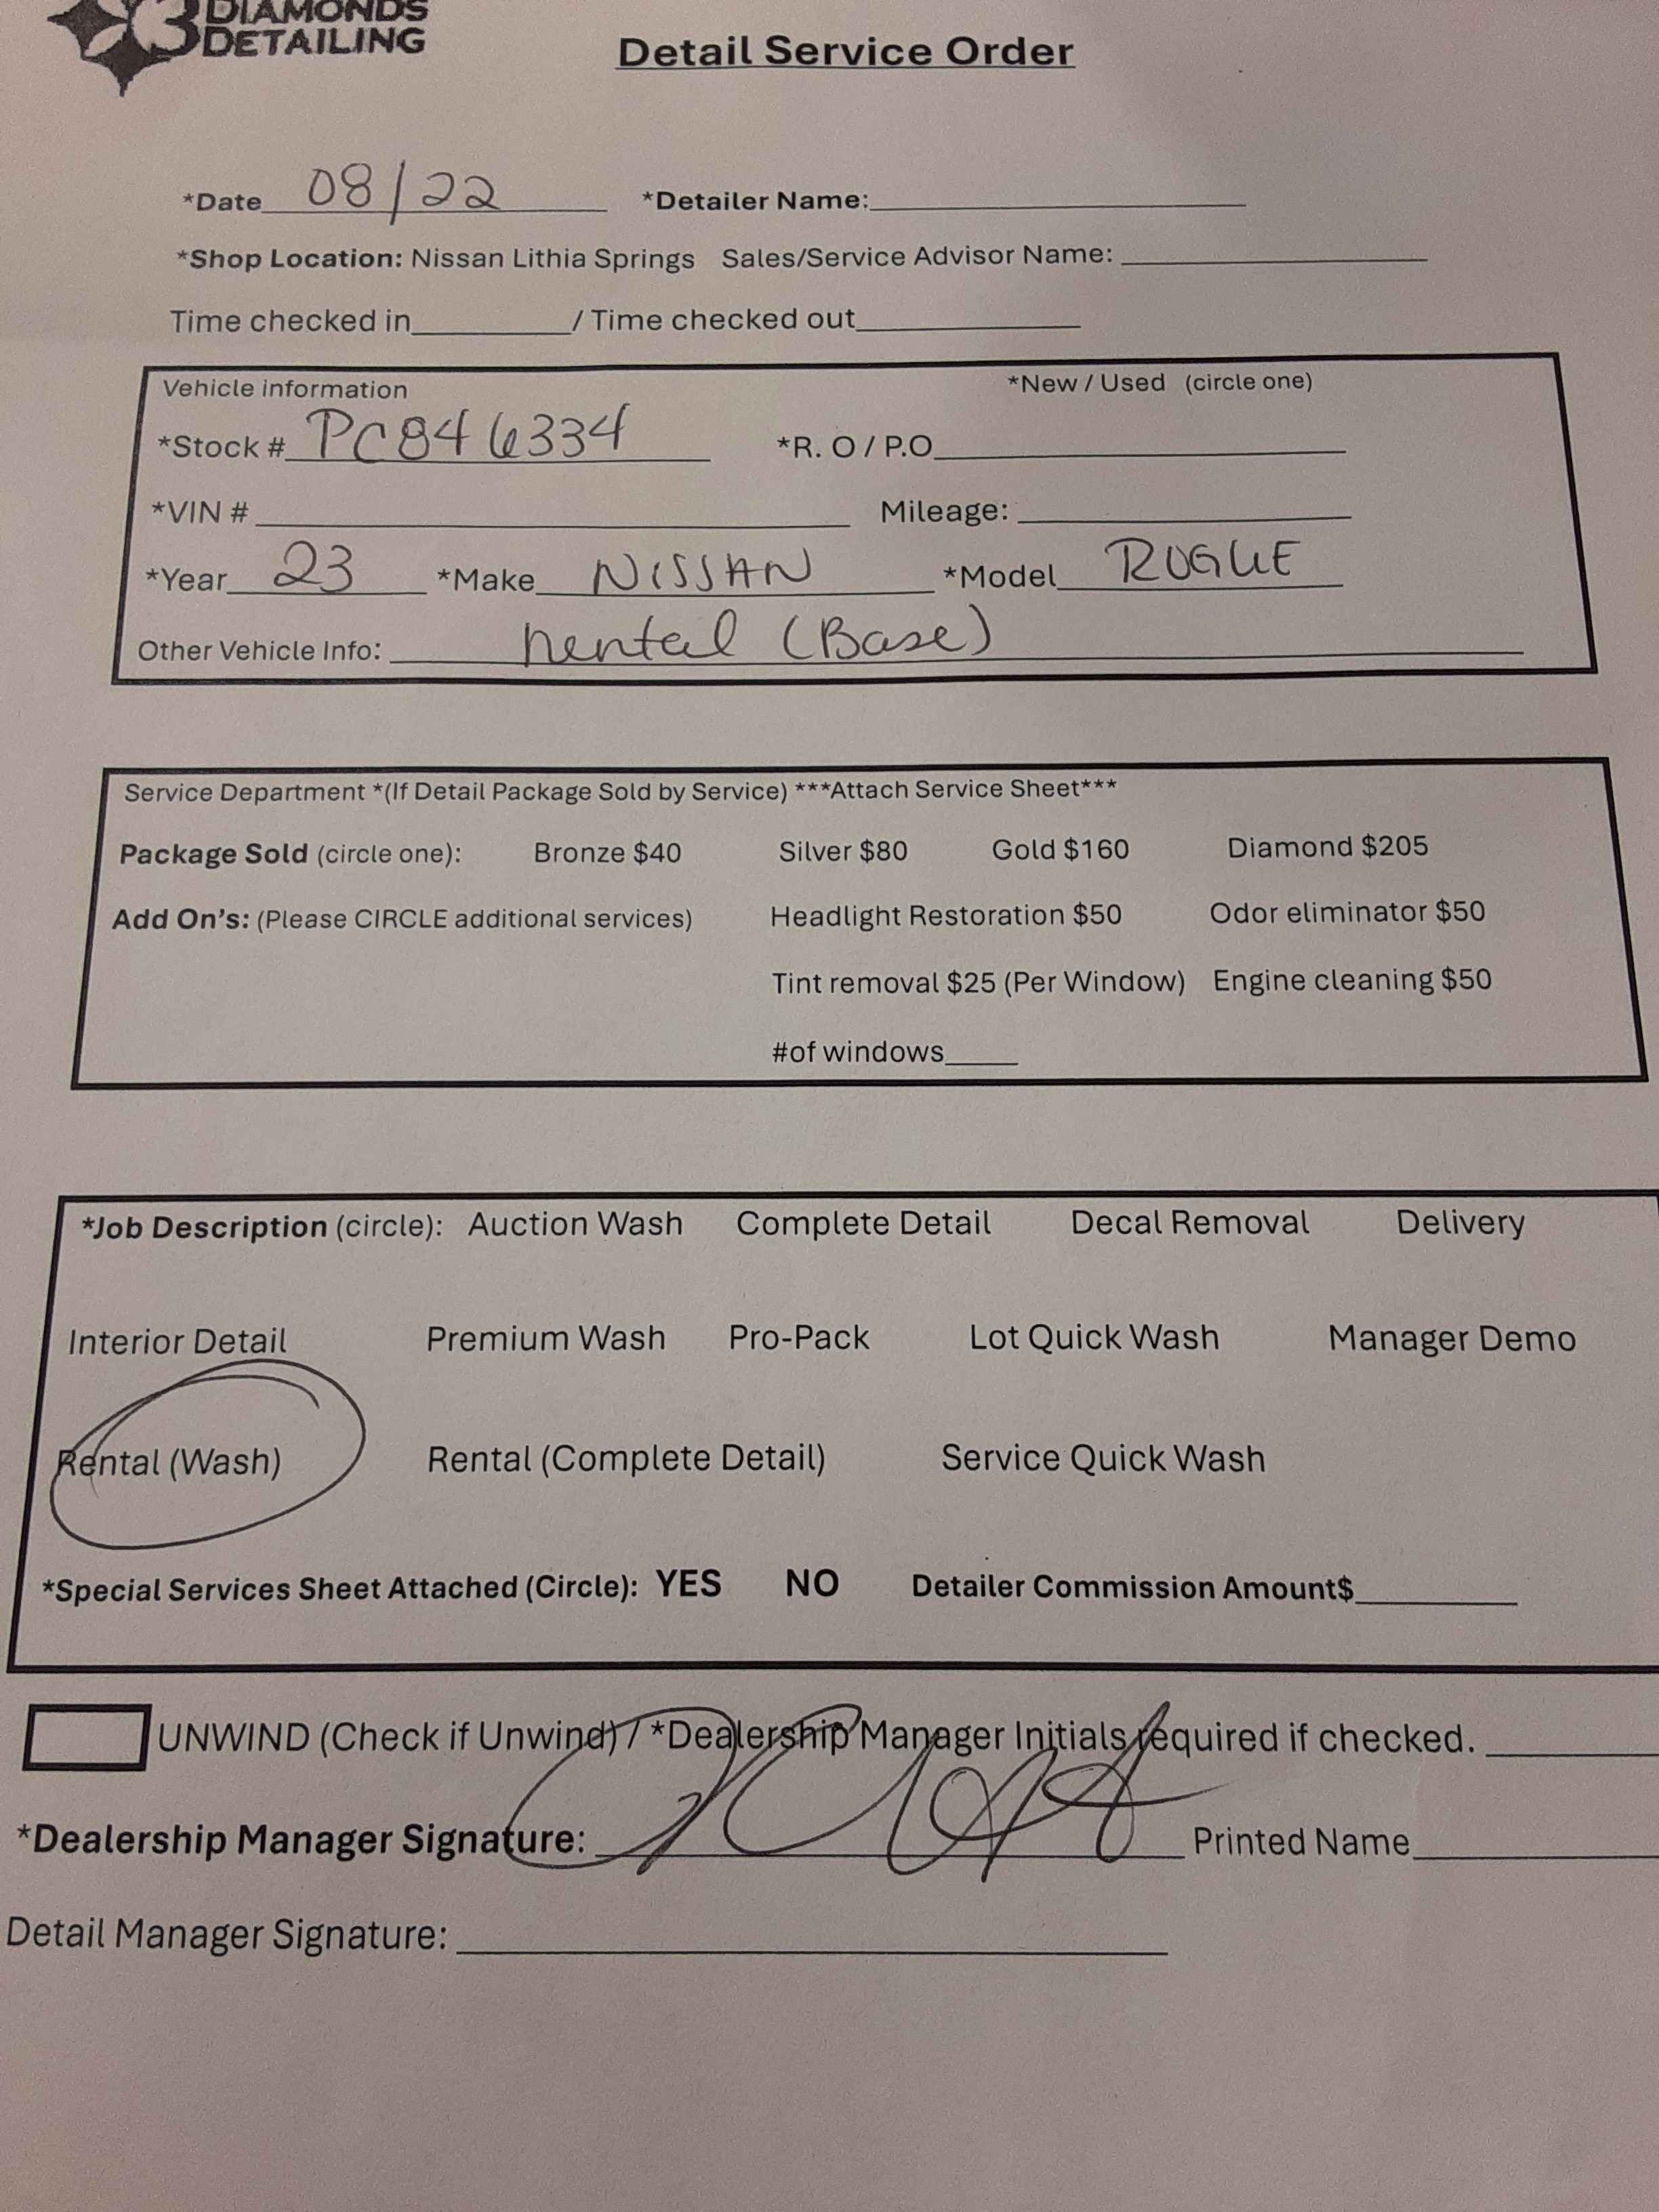 3 DIAMONDS
DETAILING
Detail Service Order
*Date 08/22 *Detailer Name:
*Shop Location: Nissan Lithia Springs Sales/Service Advisor Name:
Time checked in / Time checked out
Vehicle information *New / Used (circle one)
*Stock # PC846334 *R. O / P.O
*VIN # Mileage:
*Year 23 *Make NISSAN *Model ROGUE
Other Vehicle Info: Rental (Base)
Service Department *(If Detail Package Sold by Service) ***Attach Service Sheet***
Package Sold (circle one): Bronze $40 Silver $80 Gold $160 Diamond $205
Add On's: (Please CIRCLE additional services) Headlight Restoration $50 Odor eliminator $50
Tint removal $25 (Per Window) Engine cleaning $50
#of windows
*Job Description (circle): Auction Wash Complete Detail Decal Removal Delivery
Interior Detail Premium Wash Pro-Pack Lot Quick Wash Manager Demo
Rental (Wash) Rental (Complete Detail) Service Quick Wash
*Special Services Sheet Attached (Circle): YES NO Detailer Commission Amount$
UNWIND (Check if Unwind) / *Dealership Manager Initials required if checked.
*Dealership Manager Signature: Printed Name
Detail Manager Signature: